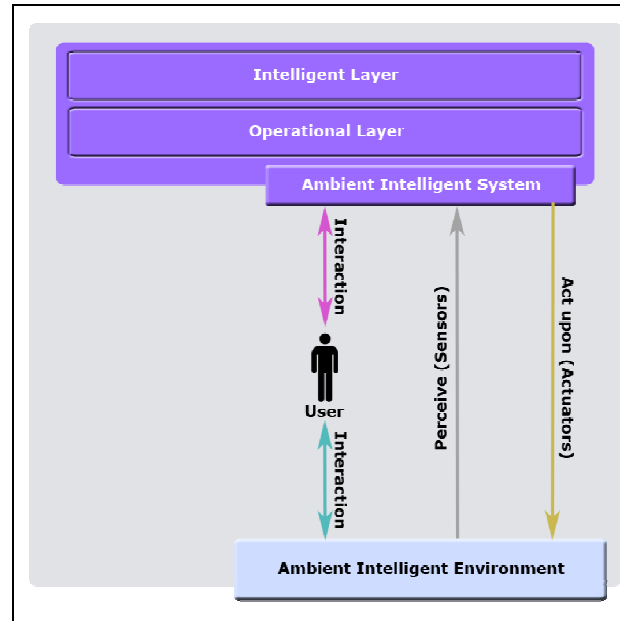 Intelligent Layer
Operational Layer
Ambient Intelligent System
Interaction
Perceive (Sensors)
Act upon (Actuators)
User
Interaction
Ambient Intelligent Environment